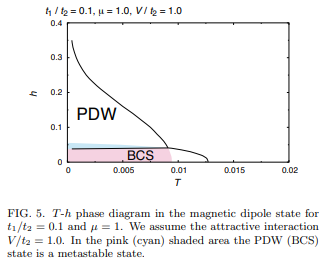 t₁ / t₂ = 0.1, μ = 1.0, V / t₂ = 1.0
0.4
0.3
0.2
0.1
0
h
PDW
BCS
0 0.005 0.01 0.015 0.02
T
FIG. 5. T-h phase diagram in the magnetic dipole state for
t₁/t₂ = 0.1 and μ = 1. We assume the attractive interaction
V/t₂ = 1.0. In the pink (cyan) shaded area the PDW (BCS)
state is a metastable state.